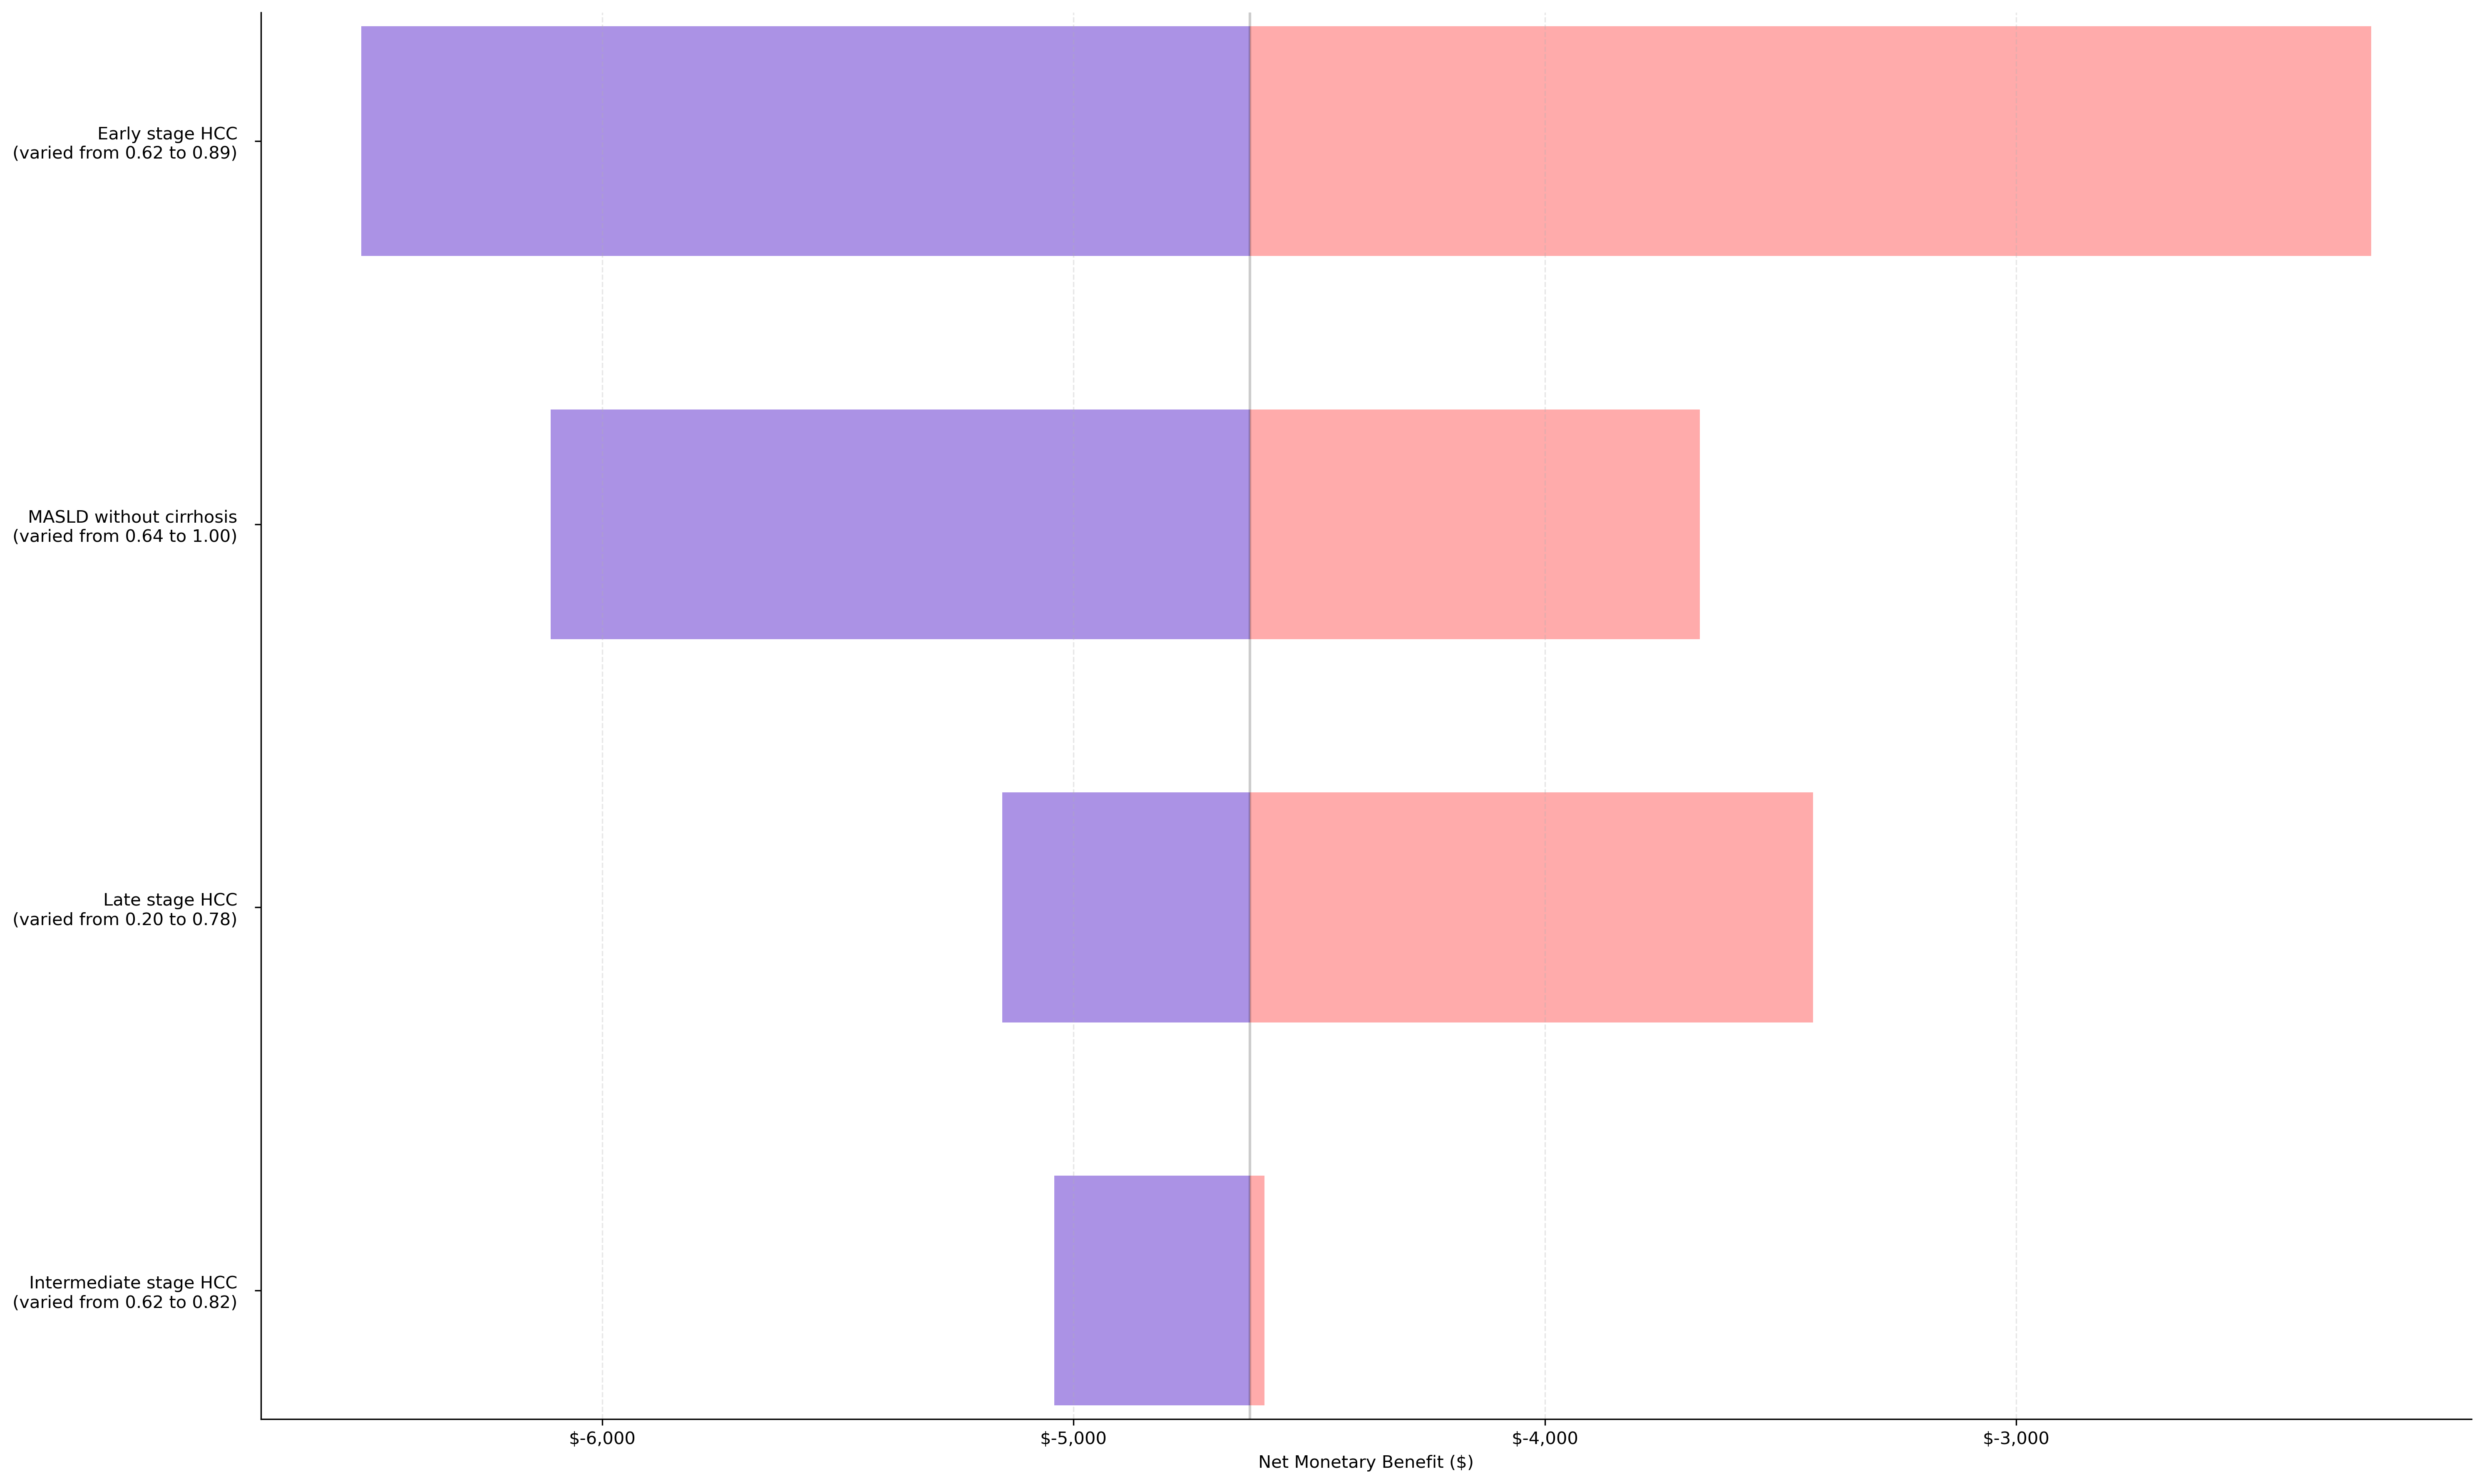 Early stage HCC
(varied from 0.62 to 0.89)
MASLD without cirrhosis
(varied from 0.64 to 1.00)
Late stage HCC
(varied from 0.20 to 0.78)
Intermediate stage HCC
(varied from 0.62 to 0.82)
$-6,000
$-5,000
$-4,000
$-3,000
Net Monetary Benefit ($)